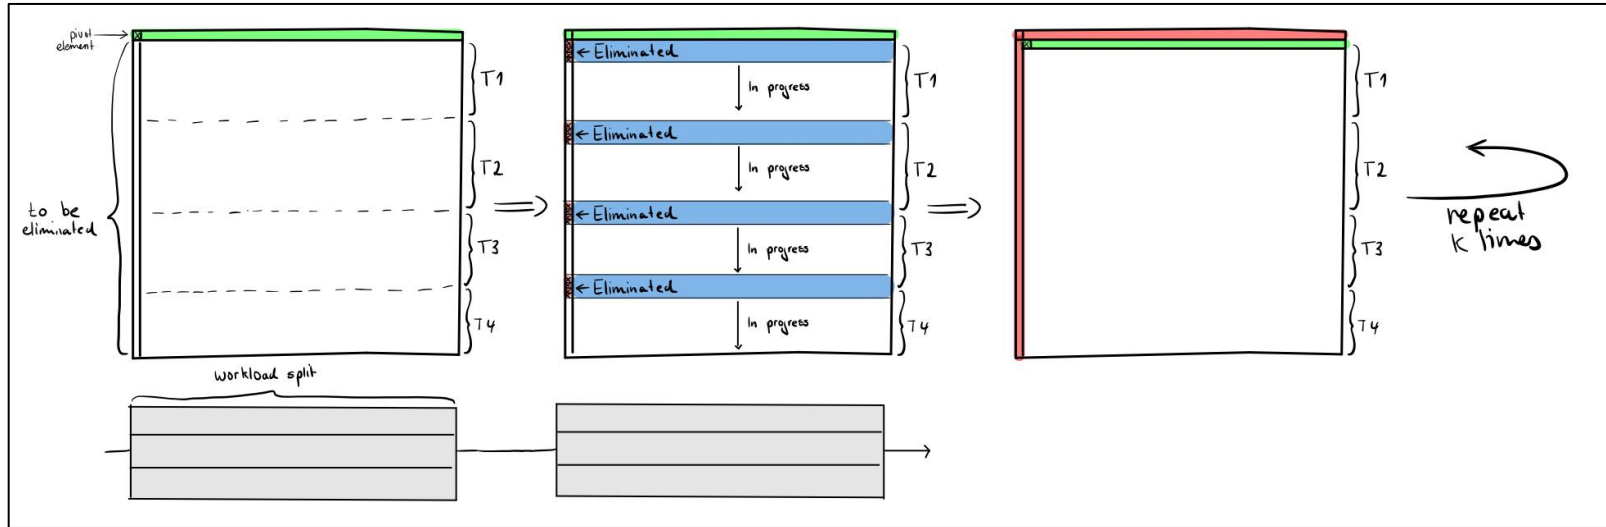 pivot
element
to be
eliminated
T1
T2
T3
T4
workload split
← Eliminated
In progress
← Eliminated
In progress
← Eliminated
In progress
← Eliminated
In progress
T1
T2
T3
T4
T1
T2
T3
T4
repeat
k times